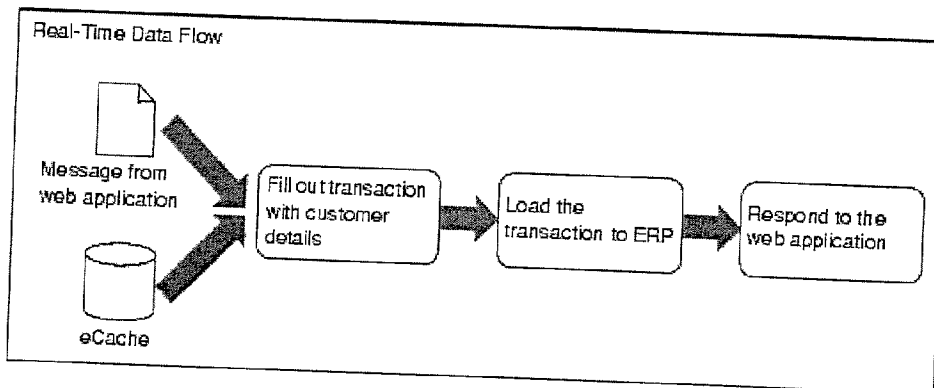 Real-Time Data Flow
Message from
web application
eCache
Fill out transaction
with customer
details
Load the
transaction to ERP
Respond to the
web application